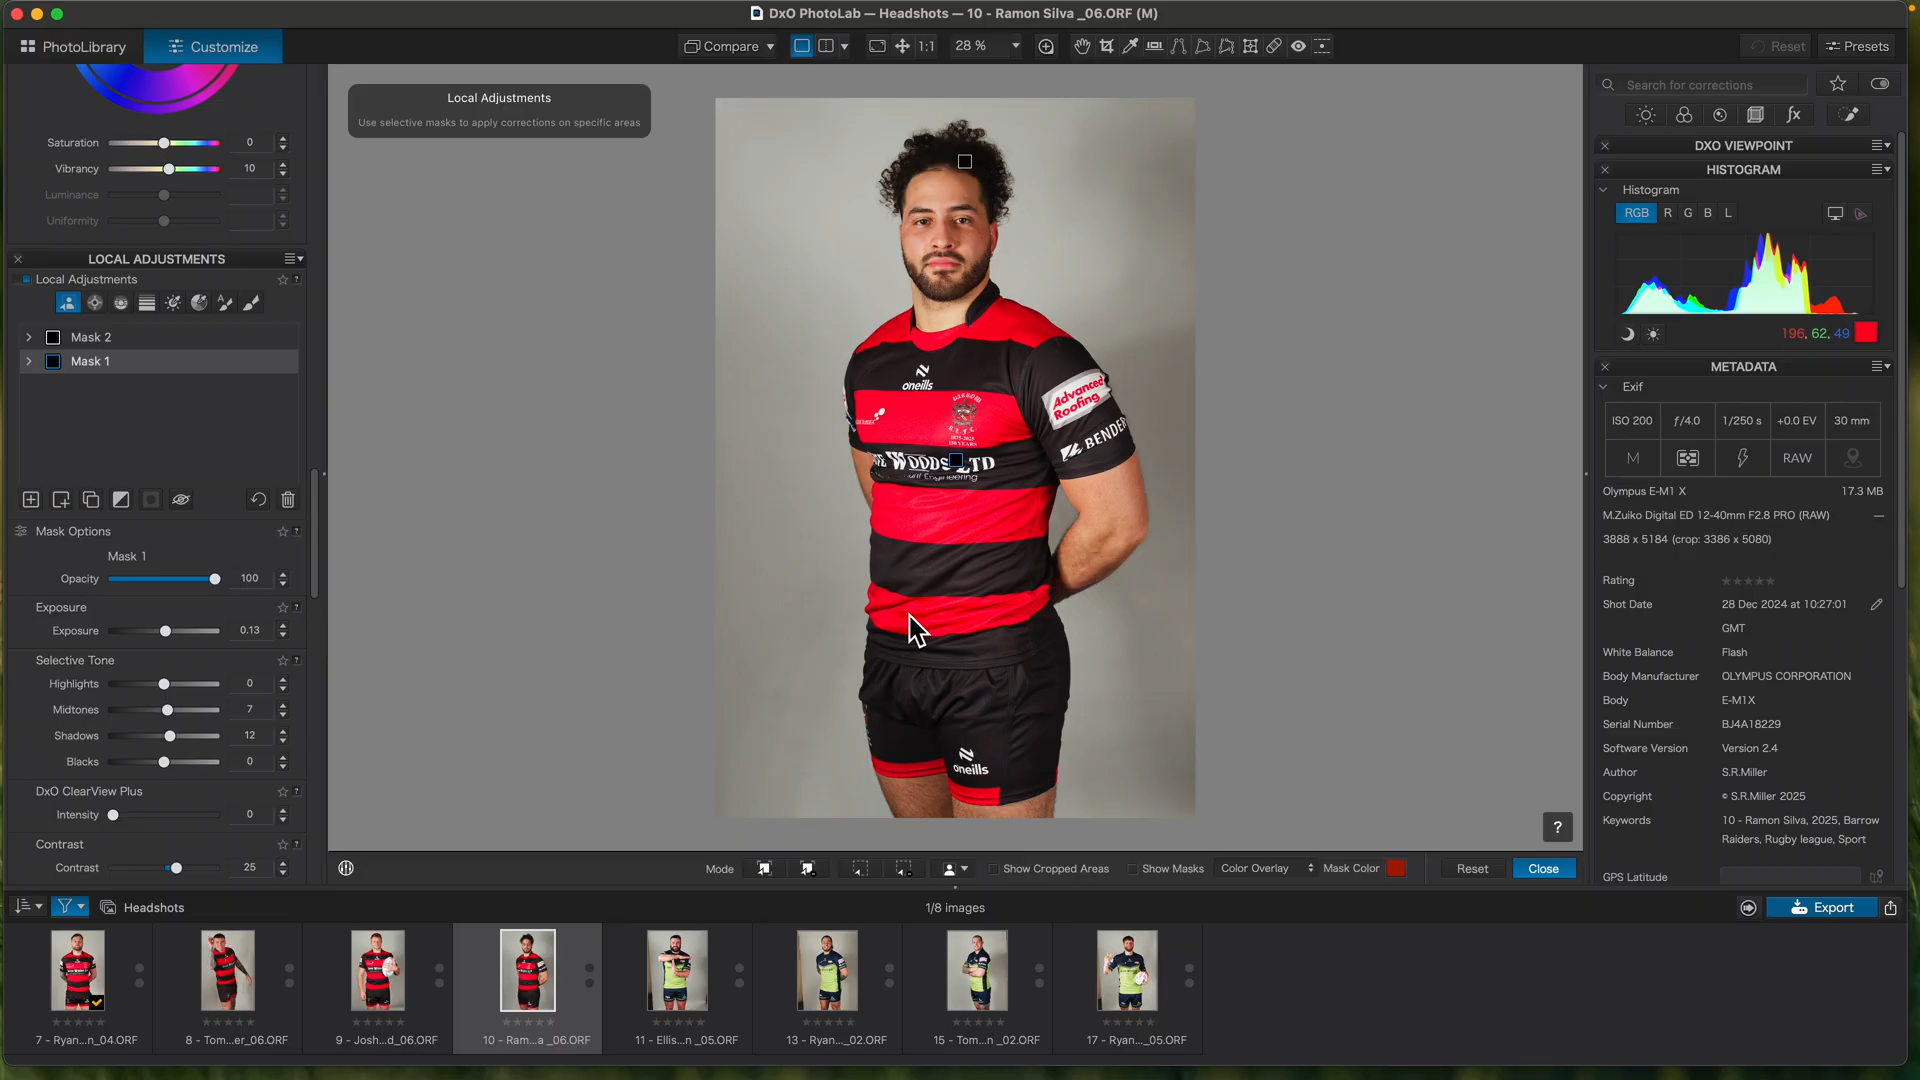 DxO PhotoLab — Headshots — 10 - Ramon Silva _06.ORF (M)
PhotoLibrary
Customize
Compare
1:1
28 %
Reset
Presets
Saturation 0
Vibrancy 10
Luminance
Uniformity
LOCAL ADJUSTMENTS
Local Adjustments
Mask 2
Mask 1
Mask Options
Mask 1
Opacity 100
Exposure
Exposure 0.13
Selective Tone
Highlights 0
Midtones 7
Shadows 12
Blacks 0
DxO ClearView Plus
Intensity 0
Contrast
Contrast 25
Local Adjustments
Use selective masks to apply corrections on specific areas
oneills
Advanced
Roofing
BENDER
1875-2025
150 YEARS
WOODS LTD
Engineering
oneills
?
Mode
Show Cropped Areas
Show Masks
Color Overlay
Mask Color
Reset
Close
Search for corrections
fx
DXO VIEWPOINT
HISTOGRAM
Histogram
RGB R G B L
196, 62, 49
METADATA
Exif
ISO 200 ƒ/4.0 1/250 s +0.0 EV 30 mm
M RAW
Olympus E-M1 X 17.3 MB
M.Zuiko Digital ED 12-40mm F2.8 PRO (RAW) —
3888 x 5184 (crop: 3386 x 5080)
Rating
Shot Date 28 Dec 2024 at 10:27:01
GMT
White Balance Flash
Body Manufacturer OLYMPUS CORPORATION
Body E-M1X
Serial Number BJ4A18229
Software Version Version 2.4
Author S.R.Miller
Copyright © S.R.Miller 2025
Keywords 10 - Ramon Silva, 2025, Barrow
Raiders, Rugby league, Sport
GPS Latitude
Headshots
1/8 images
Export
7 - Ryan...n_04.ORF
8 - Tom...er_06.ORF
9 - Josh...d_06.ORF
10 - Ram...a _06.ORF
11 - Ellis...n _05.ORF
13 - Ryan..._02.ORF
15 - Tom...n _02.ORF
17 - Ryan..._05.ORF